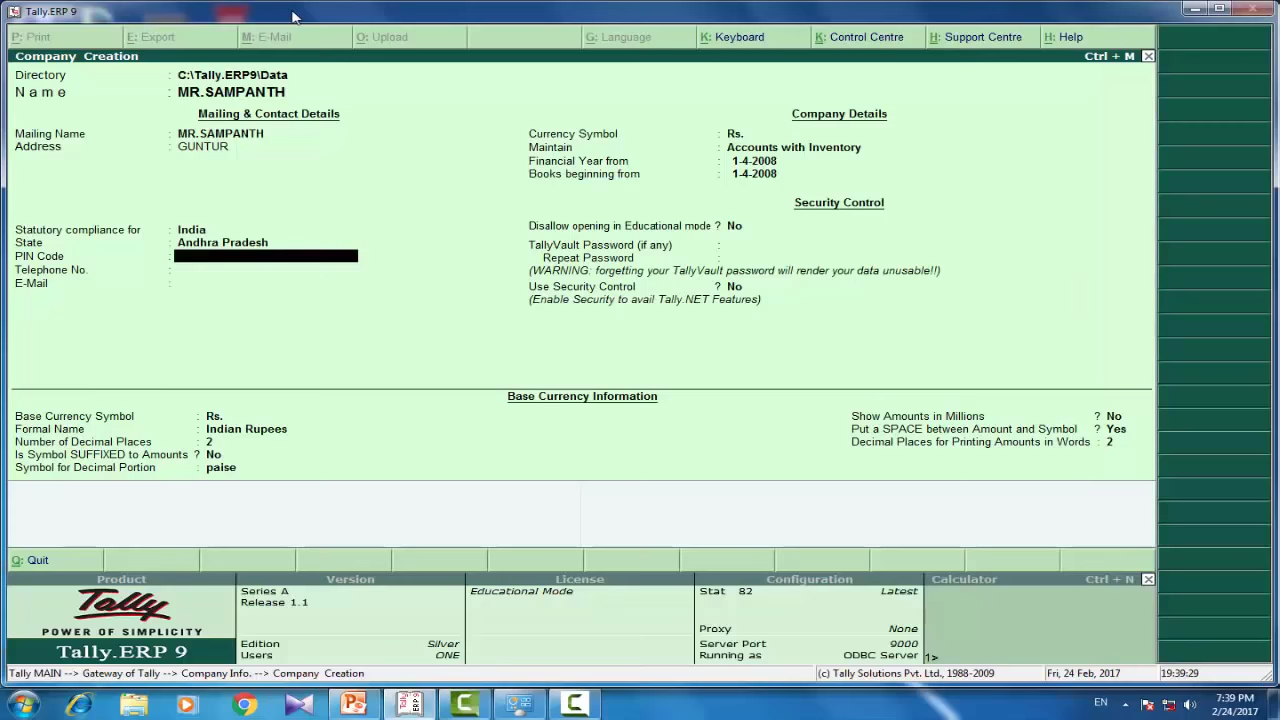 Tally.ERP 9
P: Print E: Export M: E-Mail O: Upload G: Language K: Keyboard K: Control Centre H: Support Centre H: Help
Company Creation Ctrl + M
Directory : C:\Tally.ERP9\Data
Name : MR.SAMPANTH
Mailing & Contact Details
Mailing Name : MR.SAMPANTH
Address : GUNTUR
Statutory compliance for : India
State : Andhra Pradesh
PIN Code :
Telephone No. :
E-Mail :
Company Details
Currency Symbol : Rs.
Maintain : Accounts with Inventory
Financial Year from : 1-4-2008
Books beginning from : 1-4-2008
Security Control
Disallow opening in Educational mode ? No
TallyVault Password (if any) :
Repeat Password :
(WARNING: forgetting your TallyVault password will render your data unusable!!)
Use Security Control ? No
(Enable Security to avail Tally.NET Features)
Base Currency Information
Base Currency Symbol : Rs.
Formal Name : Indian Rupees
Number of Decimal Places : 2
Is Symbol SUFFIXED to Amounts ? No
Symbol for Decimal Portion : paise
Show Amounts in Millions ? No
Put a SPACE between Amount and Symbol ? Yes
Decimal Places for Printing Amounts in Words : 2
Q: Quit
Product
Tally
POWER OF SIMPLICITY
Tally.ERP 9
Version
Series A
Release 1.1
Edition Silver
Users ONE
License
Educational Mode
Configuration
Stat 82 Latest
Proxy None
Server Port 9000
Running as ODBC Server
Calculator Ctrl + N
1>
Tally MAIN --> Gateway of Tally --> Company Info. --> Company Creation (c) Tally Solutions Pvt. Ltd., 1988-2009 Fri, 24 Feb, 2017 19:39:29
EN 7:39 PM
2/24/2017